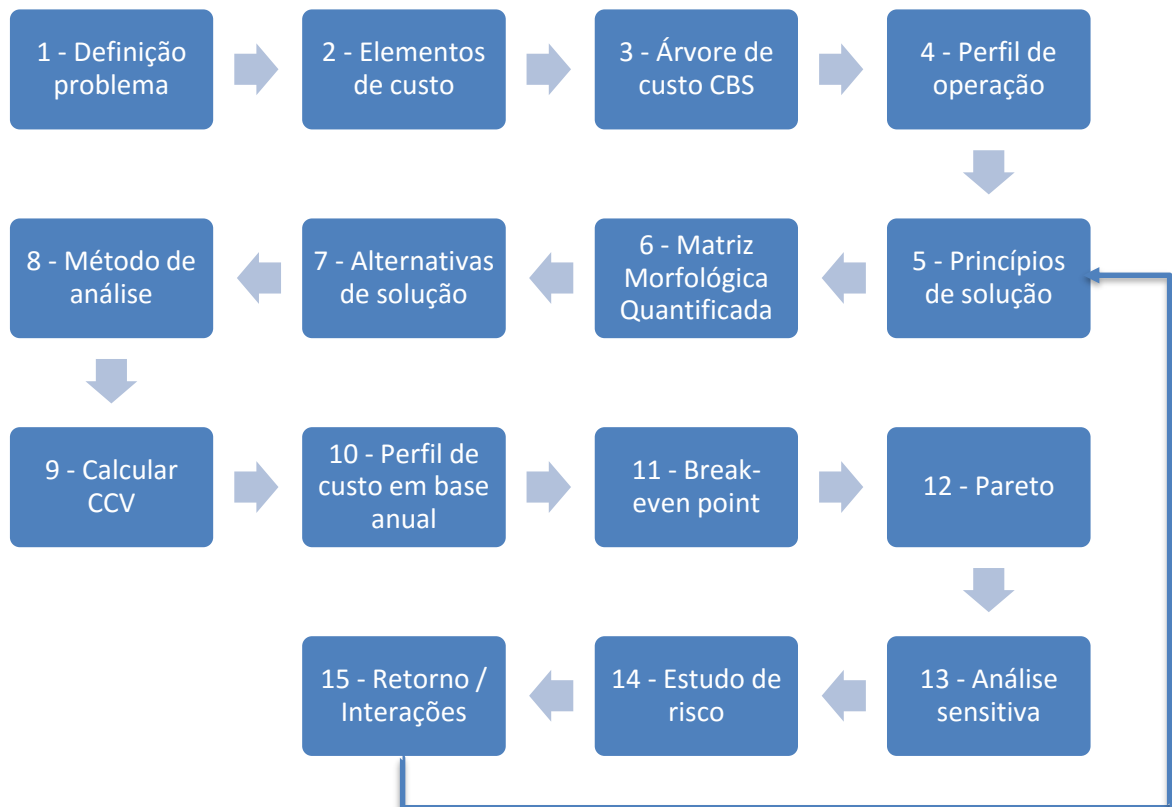 1 - Definição
problema
2 - Elementos
de custo
3 - Árvore de
custo CBS
4 - Perfil de
operação
8 - Método de
análise
7 - Alternativas
de solução
6 - Matriz
Morfológica
Quantificada
5 - Princípios
de solução
9 - Calcular
CCV
10 - Perfil de
custo em base
anual
11 - Break-
even point
12 - Pareto
15 - Retorno /
Interações
14 - Estudo de
risco
13 - Análise
sensitiva